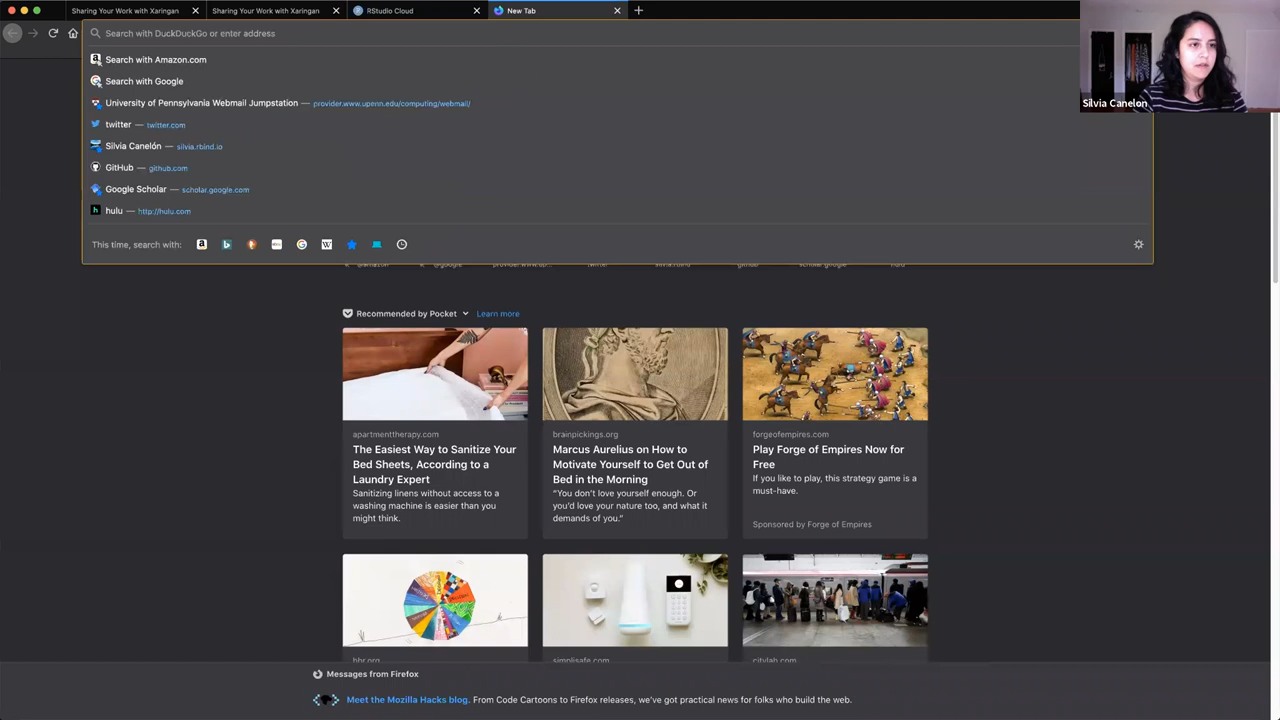 Sharing Your Work with Xaringan
Sharing Your Work with Xaringan
RStudio Cloud
New Tab
Search with DuckDuckGo or enter address
Search with Amazon.com
Search with Google
University of Pennsylvania Webmail Jumpstation — provider.www.upenn.edu/computing/webmail/
twitter — twitter.com
Silvia Canelón — silvia.rbind.io
GitHub — github.com
Google Scholar — scholar.google.com
hulu — http://hulu.com
This time, search with:
Silvia Canelon
Recommended by Pocket
Learn more
apartmenttherapy.com
The Easiest Way to Sanitize Your
Bed Sheets, According to a
Laundry Expert
Sanitizing linens without access to a
washing machine is easier than you
might think.
brainpickings.org
Marcus Aurelius on How to
Motivate Yourself to Get Out of
Bed in the Morning
“You don’t love yourself enough. Or
you’d love your nature too, and what it
demands of you.”
forgeofempires.com
Play Forge of Empires Now for
Free
If you like to play, this strategy game is a
must-have.
Sponsored by Forge of Empires
hbr.org
simplisafe.com
citylab.com
Messages from Firefox
Meet the Mozilla Hacks blog. From Code Cartoons to Firefox releases, we've got practical news for folks who build the web.